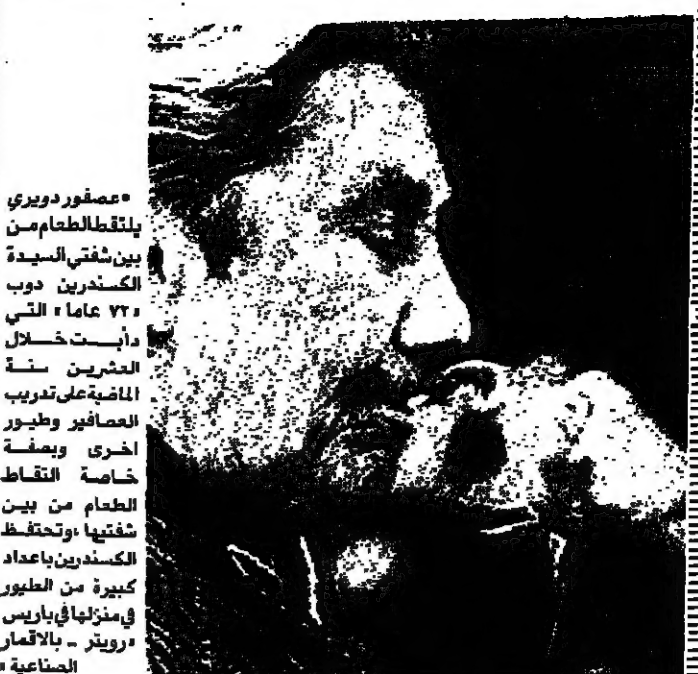 «عصفور دويري
يلتقط الطعام من
بين شفتي السيدة
الكسندرين دوب
«٧٢ عاما» التي
دأبت خلال
العشرين سنة
الماضية على تدريب
العصافير وطيور
اخرى وبصفة
خاصة التقاط
الطعام من بين
شفتيها ،وتحتفظ
الكسندرين باعداد
كبيرة من الطيور
في منزلها في باريس
«رويتر - بالاقمار
الصناعية»